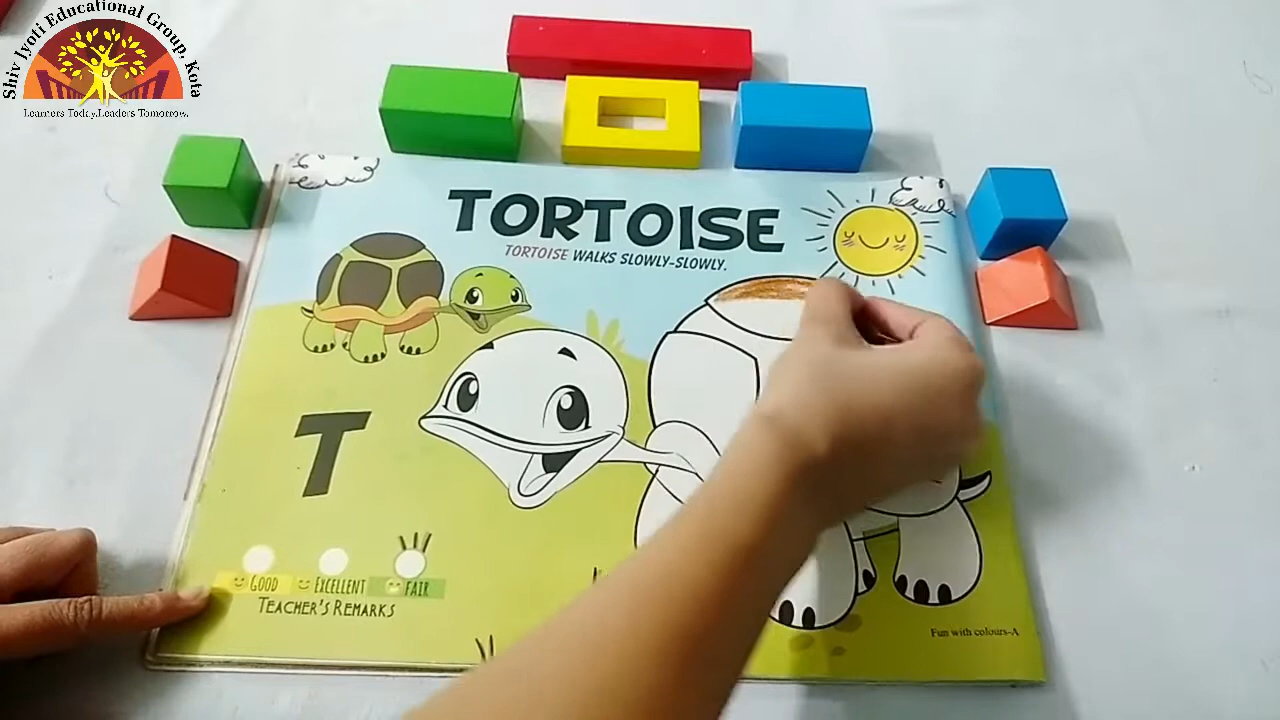 Shiv Jyoti Educational Group, Kota
Learners Today,Leaders Tomorrow.
TORTOISE
TORTOISE WALKS SLOWLY-SLOWLY.
T
GOOD EXCELLENT FAIR
TEACHER'S REMARKS
Fun with colours-A